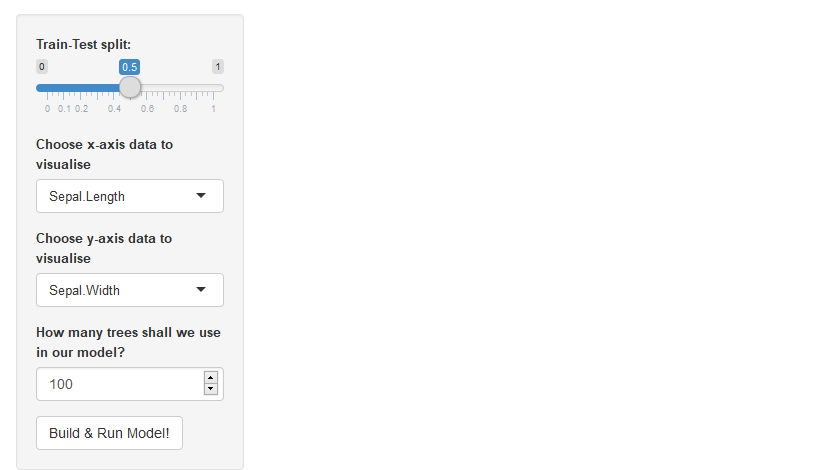 Train-Test split:
0 0.5 1
0 0.1 0.2 0.4 0.6 0.8 1
Choose x-axis data to
visualise
Sepal.Length
Choose y-axis data to
visualise
Sepal.Width
How many trees shall we use
in our model?
100
Build & Run Model!